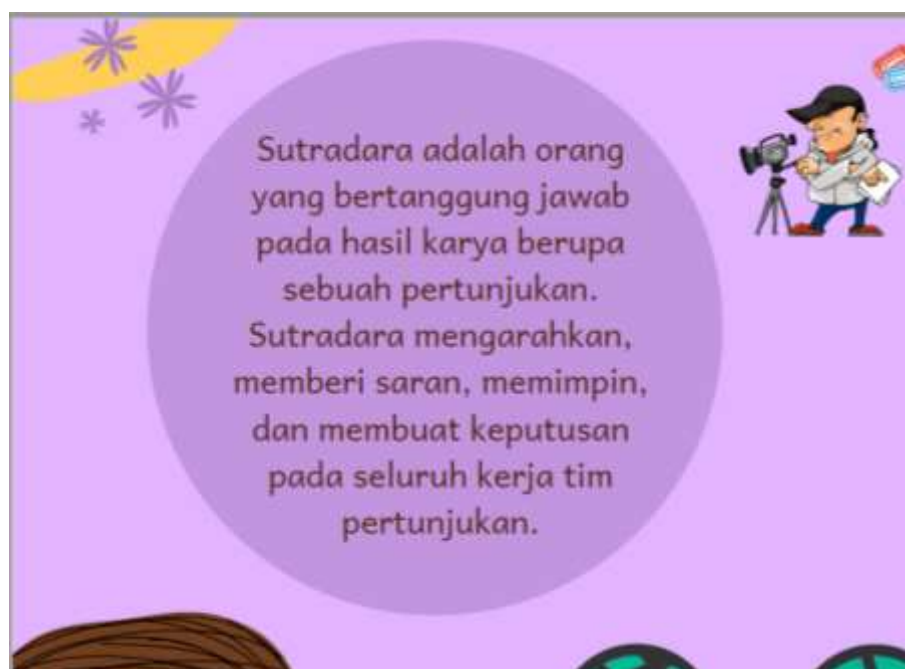 Sutradara adalah orang
yang bertanggung jawab
pada hasil karya berupa
sebuah pertunjukan.
Sutradara mengarahkan,
memberi saran, memimpin,
dan membuat keputusan
pada seluruh kerja tim
pertunjukan.